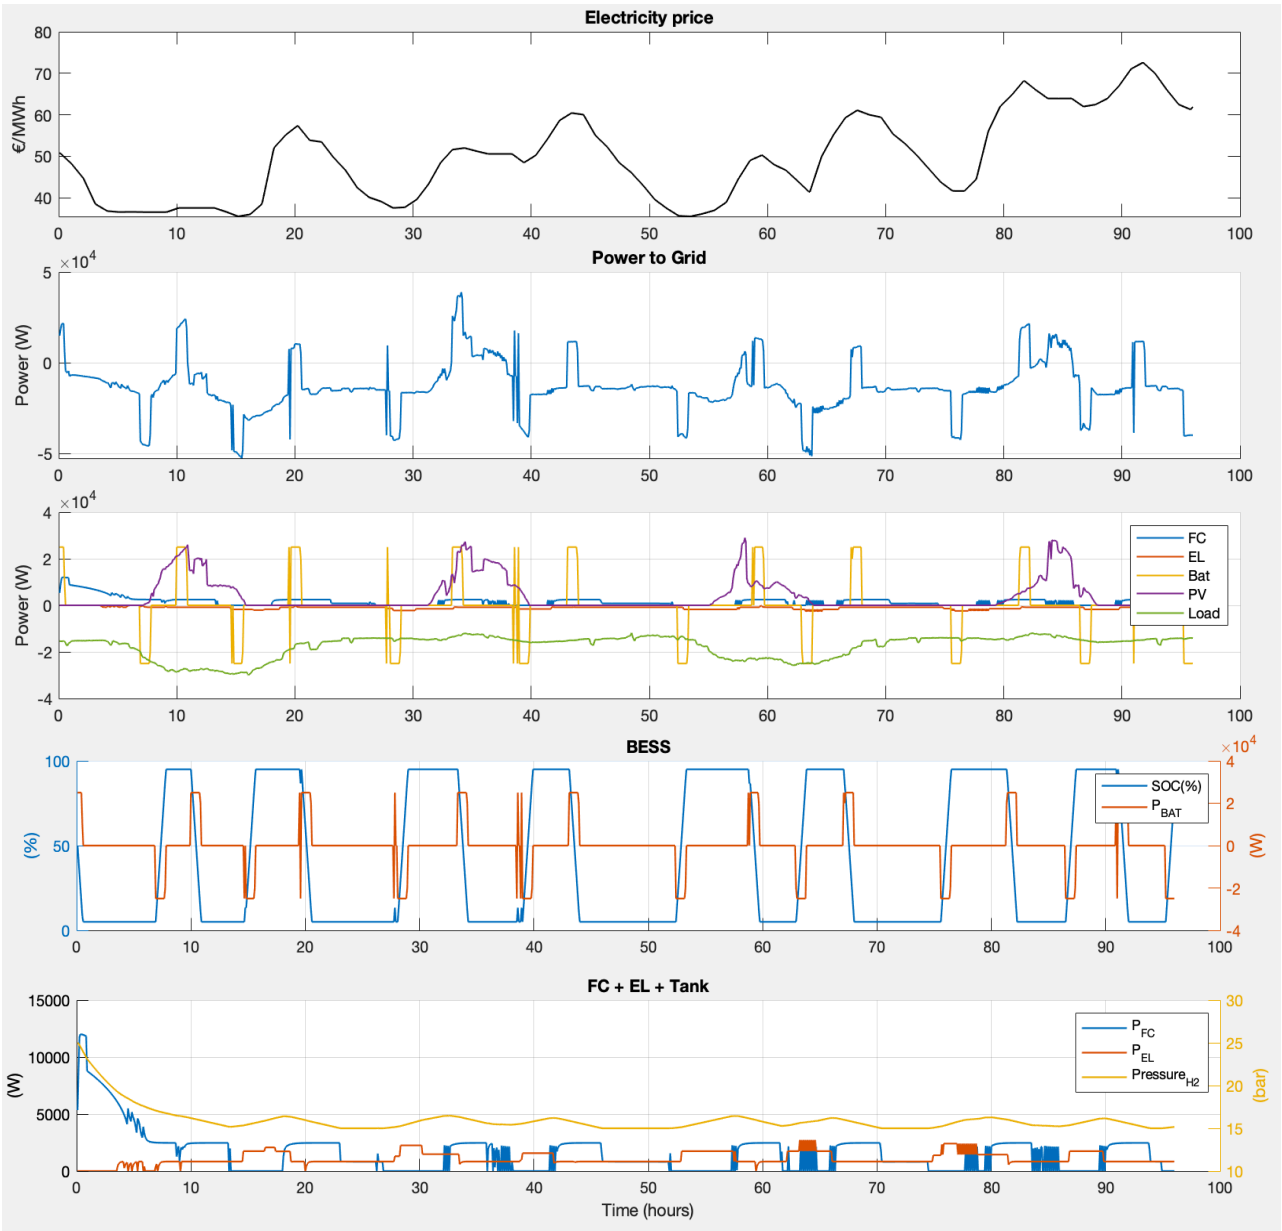 Electricity price
80
70
60
50
40
€/MWh
0 10 20 30 40 50 60 70 80 90 100
×10^4
Power to Grid
5
0
-5
Power (W)
0 10 20 30 40 50 60 70 80 90 100
×10^4
4
2
0
-2
-4
Power (W)
FC
EL
Bat
PV
Load
0 10 20 30 40 50 60 70 80 90 100
BESS
×10^4
100
50
0
(%)
SOC(%)
P_BAT
4
2
0
-2
-4
(W)
0 10 20 30 40 50 60 70 80 90 100
FC + EL + Tank
15000
10000
5000
0
(W)
P_FC
P_EL
Pressure_H2
30
25
20
15
10
(bar)
0 10 20 30 40 50 60 70 80 90 100
Time (hours)